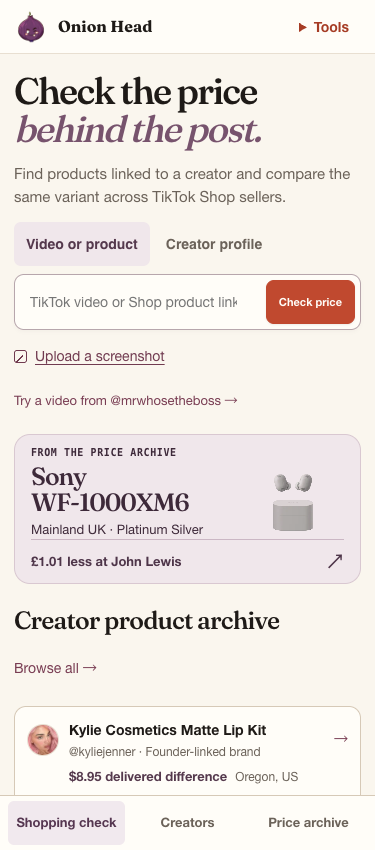 Onion Head
▶ Tools
Check the price
behind the post.
Find products linked to a creator and compare the
same variant across TikTok Shop sellers.
Video or product
Creator profile
TikTok video or Shop product link
Check price
Upload a screenshot
Try a video from @mrwhosetheboss →
FROM THE PRICE ARCHIVE
Sony
WF-1000XM6
Mainland UK · Platinum Silver
£1.01 less at John Lewis
Creator product archive
Browse all →
Kylie Cosmetics Matte Lip Kit
@kyliejenner · Founder-linked brand
$8.95 delivered difference Oregon, US
Shopping check
Creators
Price archive